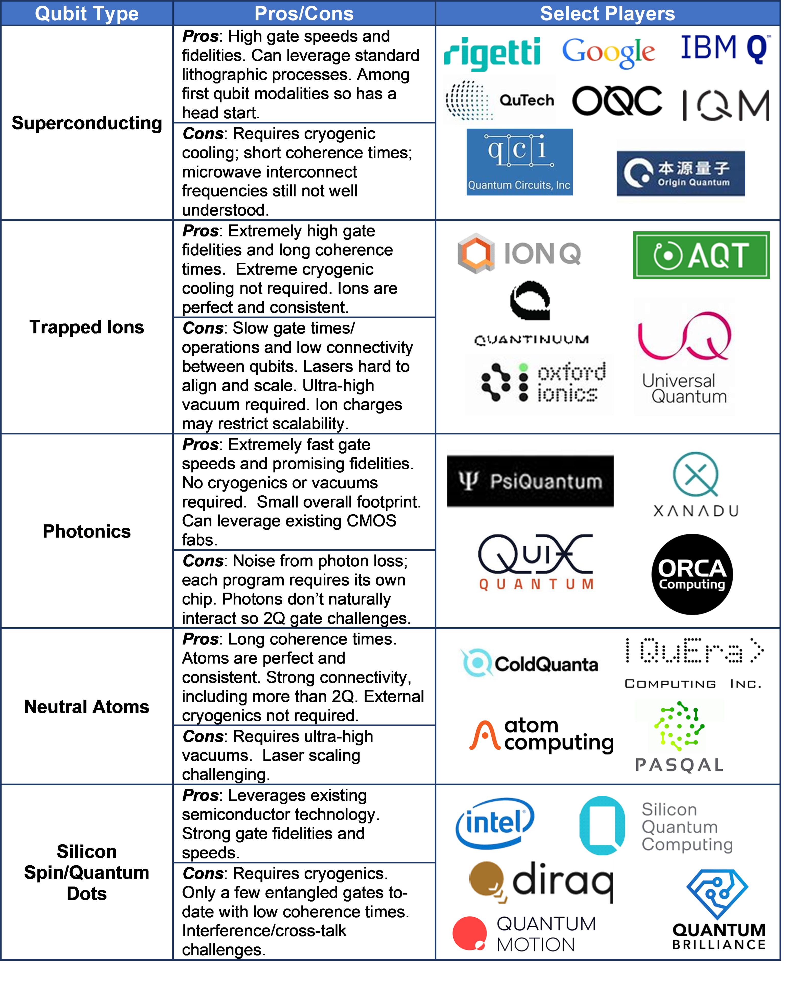 Qubit Type
Pros/Cons
Select Players
Superconducting
Pros: High gate speeds and
fidelities. Can leverage standard
lithographic processes. Among
first qubit modalities so has a
head start.
Cons: Requires cryogenic
cooling; short coherence times;
microwave interconnect
frequencies still not well
understood.
rigetti
Google
IBM Q™
QuTech
OQC
IQM
qci
Quantum Circuits, Inc
本源量子
Origin Quantum
Trapped Ions
Pros: Extremely high gate
fidelities and long coherence
times.  Extreme cryogenic
cooling not required. Ions are
perfect and consistent.
Cons: Slow gate times/
operations and low connectivity
between qubits. Lasers hard to
align and scale. Ultra-high
vacuum required. Ion charges
may restrict scalability.
IONQ
AQT
QUANTINUUM
UQ
Universal
Quantum
oxford
ionics
Photonics
Pros: Extremely fast gate
speeds and promising fidelities.
No cryogenics or vacuums
required.  Small overall footprint.
Can leverage existing CMOS
fabs.
Cons: Noise from photon loss;
each program requires its own
chip. Photons don’t naturally
interact so 2Q gate challenges.
Ψ PsiQuantum
XANADU
QUIX
QUANTUM
ORCA
Computing
Neutral Atoms
Pros: Long coherence times.
Atoms are perfect and
consistent. Strong connectivity,
including more than 2Q. External
cryogenics not required.
Cons: Requires ultra-high
vacuums.  Laser scaling
challenging.
ColdQuanta
|QuEra>
COMPUTING INC.
atom
computing
PASQAL
Silicon
Spin/Quantum
Dots
Pros: Leverages existing
semiconductor technology.
Strong gate fidelities and
speeds.
Cons: Requires cryogenics.
Only a few entangled gates to-
date with low coherence times.
Interference/cross-talk
challenges.
intel®
Silicon
Quantum
Computing
diraq
QUANTUM
MOTION
QUANTUM
BRILLIANCE